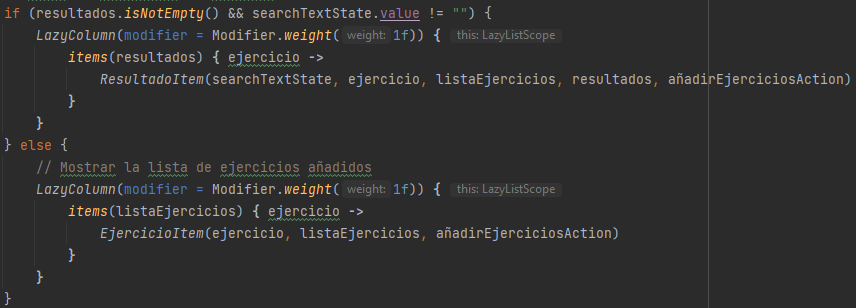 if (resultados.isNotEmpty() && searchTextState.value != "") {
    LazyColumn(modifier = Modifier.weight( weight: 1f)) { this: LazyListScope
        items(resultados) { ejercicio ->
            ResultadoItem(searchTextState, ejercicio, listaEjercicios, resultados, añadirEjerciciosAction)
        }
    }
} else {
    // Mostrar la lista de ejercicios añadidos
    LazyColumn(modifier = Modifier.weight( weight: 1f)) { this: LazyListScope
        items(listaEjercicios) { ejercicio ->
            EjercicioItem(ejercicio, listaEjercicios, añadirEjerciciosAction)
        }
    }
}